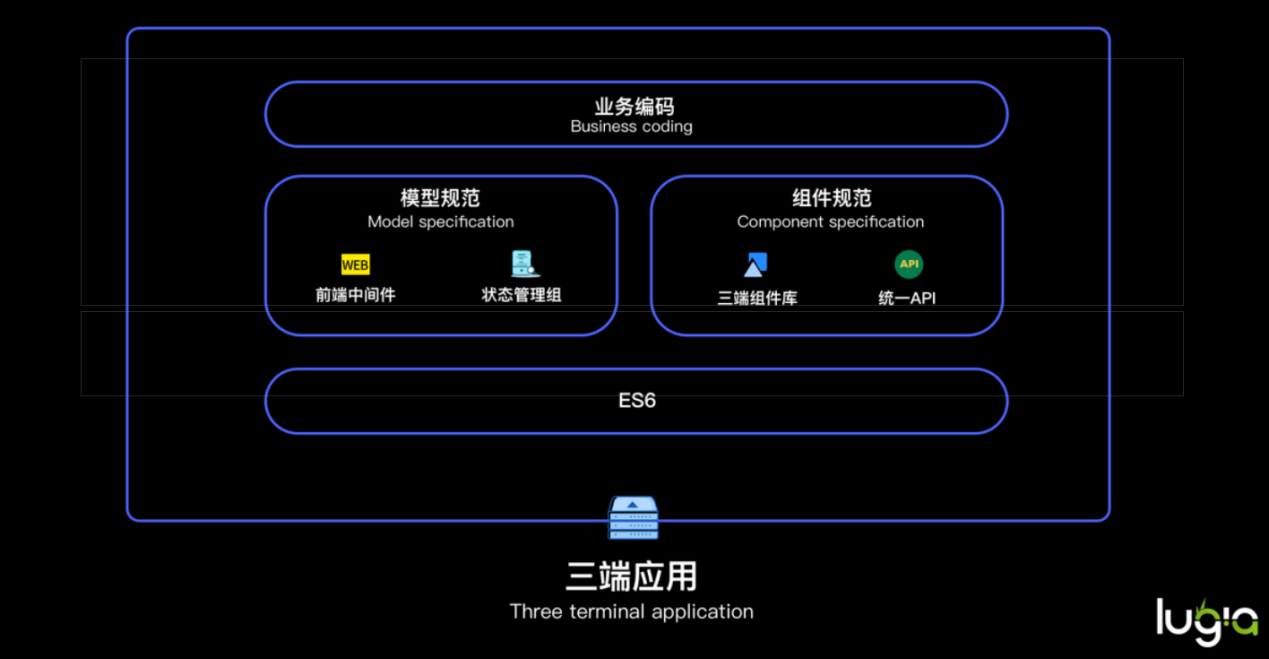 业务编码
Business coding
模型规范
Model specification
WEB
前端中间件
状态管理组
组件规范
Component specification
API
三端组件库
统一API
ES6
三端应用
Three terminal application
lugia